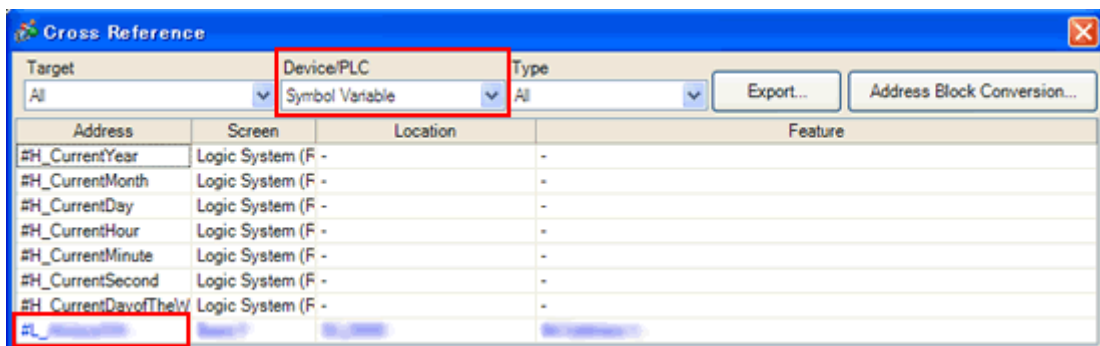 Cross Reference
Target Device/PLC Type
All Symbol Variable All Export... Address Block Conversion...
Address Screen Location Feature
#H_CurrentYear Logic System (F - -
#H_CurrentMonth Logic System (F - -
#H_CurrentDay Logic System (F - -
#H_CurrentHour Logic System (F - -
#H_CurrentMinute Logic System (F - -
#H_CurrentSecond Logic System (F - -
#H_CurrentDayofTheW Logic System (F - -
#L_